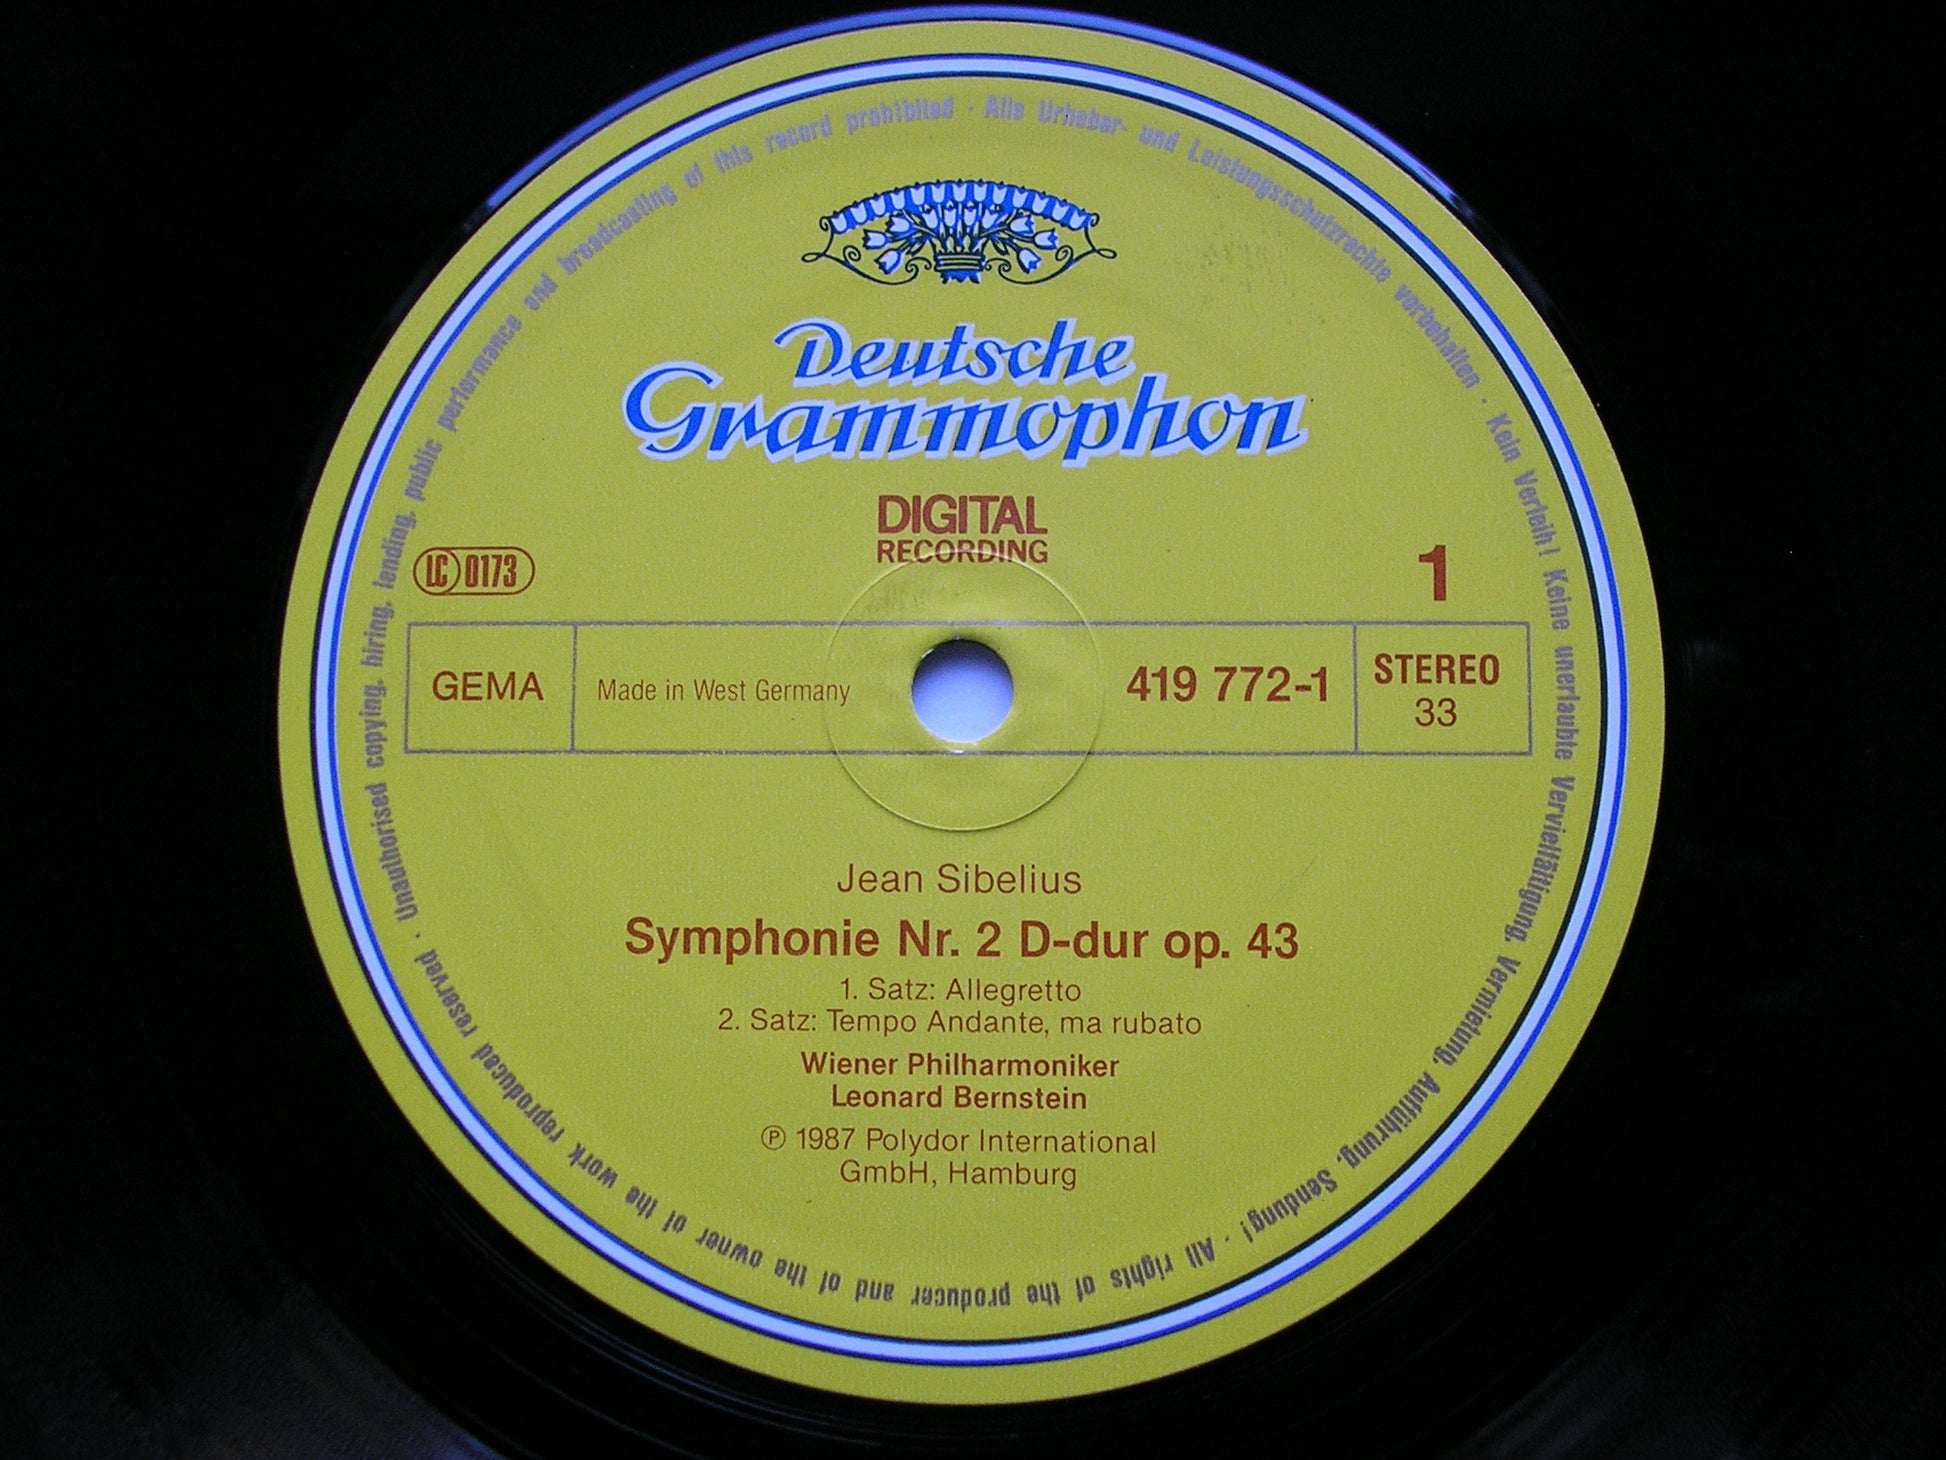 Deutsche
Grammophon
DIGITAL
RECORDING
LC 0173
1
GEMA
Made in West Germany
419 772-1
STEREO
33
Jean Sibelius
Symphonie Nr. 2 D-dur op. 43
1. Satz: Allegretto
2. Satz: Tempo Andante, ma rubato
Wiener Philharmoniker
Leonard Bernstein
℗ 1987 Polydor International
GmbH, Hamburg
Alle Urheber- und Leistungsschutzrechte vorbehalten · Kein Verleih! Keine unerlaubte Vervielfältigung, Vermietung, Aufführung, Sendung! · All rights of the producer and of the owner of the work reproduced reserved · Unauthorised copying, hiring, lending, public performance and broadcasting of this record prohibited ·